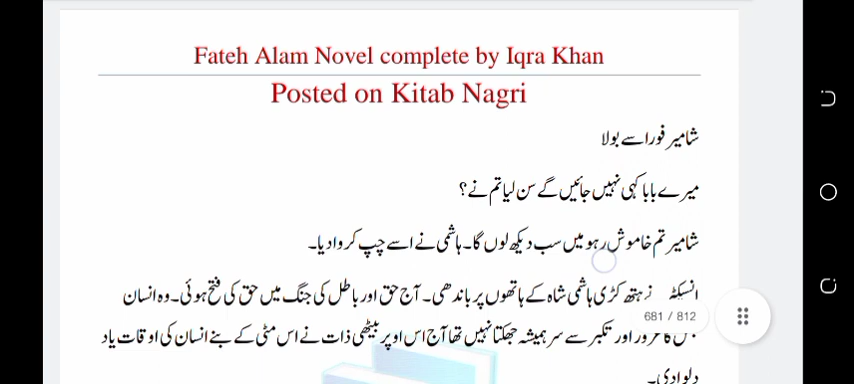 Fateh Alam Novel complete by Iqra Khan
Posted on Kitab Nagri
شامیر فورا سے بولا
میرے بابا کہی نہیں جائیں گے سن لیا تم نے؟
شامیر تم خاموش رہو میں سب دیکھ لوں گا۔ ہاشمی نے اسے چپ کروا دیا۔
نے ہتھ کڑی ہاشمی شاہ کے ہاتھوں پر باندھی۔ آج حق اور باطل کی جنگ میں حق کی فتح ہوئی۔ وہ انسان
681 / 812
اور تکبر سے سر ہمیشہ جھکتا نہیں تھا آج اس اوپر بیٹھی ذات نے اس مٹی کے بنے انسان کی اوقات یاد
دلوا دی۔